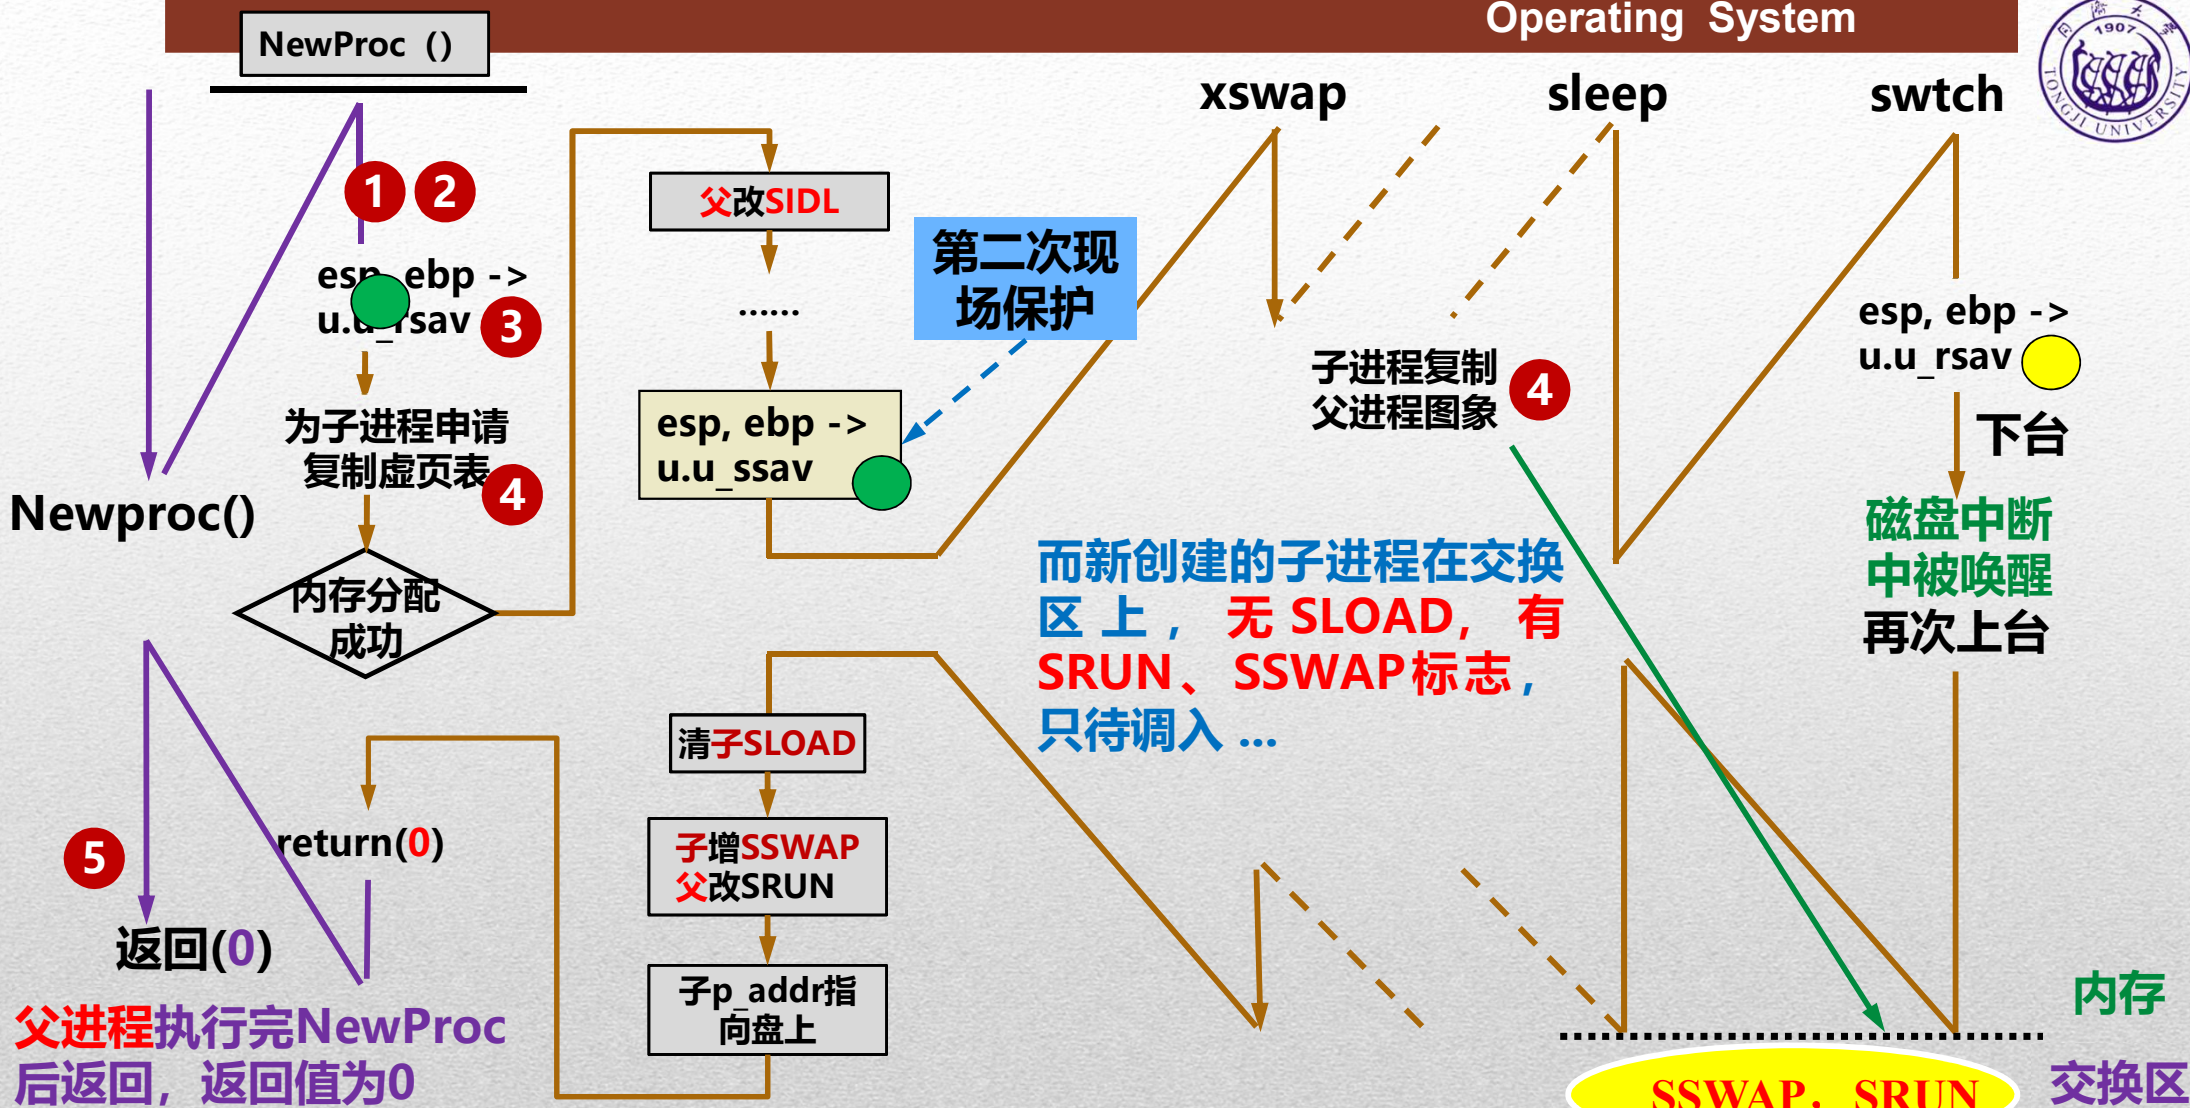 Operating System
NewProc ()
1907
TONGJI UNIVERSITY
xswap
sleep
swtch
1
2
父改SIDL
第二次现
场保护
esp, ebp ->
u.u_rsav
3
......
esp, ebp ->
u.u_rsav
子进程复制
父进程图象
4
下台
为子进程申请
复制虚页表
4
esp, ebp ->
u.u_ssav
Newproc()
磁盘中断
中被唤醒
再次上台
内存分配
成功
而新创建的子进程在交换
区上，无 SLOAD，有
SRUN、SSWAP标志，
只待调入 ...
清子SLOAD
return(0)
5
子增SSWAP
父改SRUN
返回(0)
子p_addr指
向盘上
内存
父进程执行完NewProc
后返回，返回值为0
交换区
SSWAP，SRUN